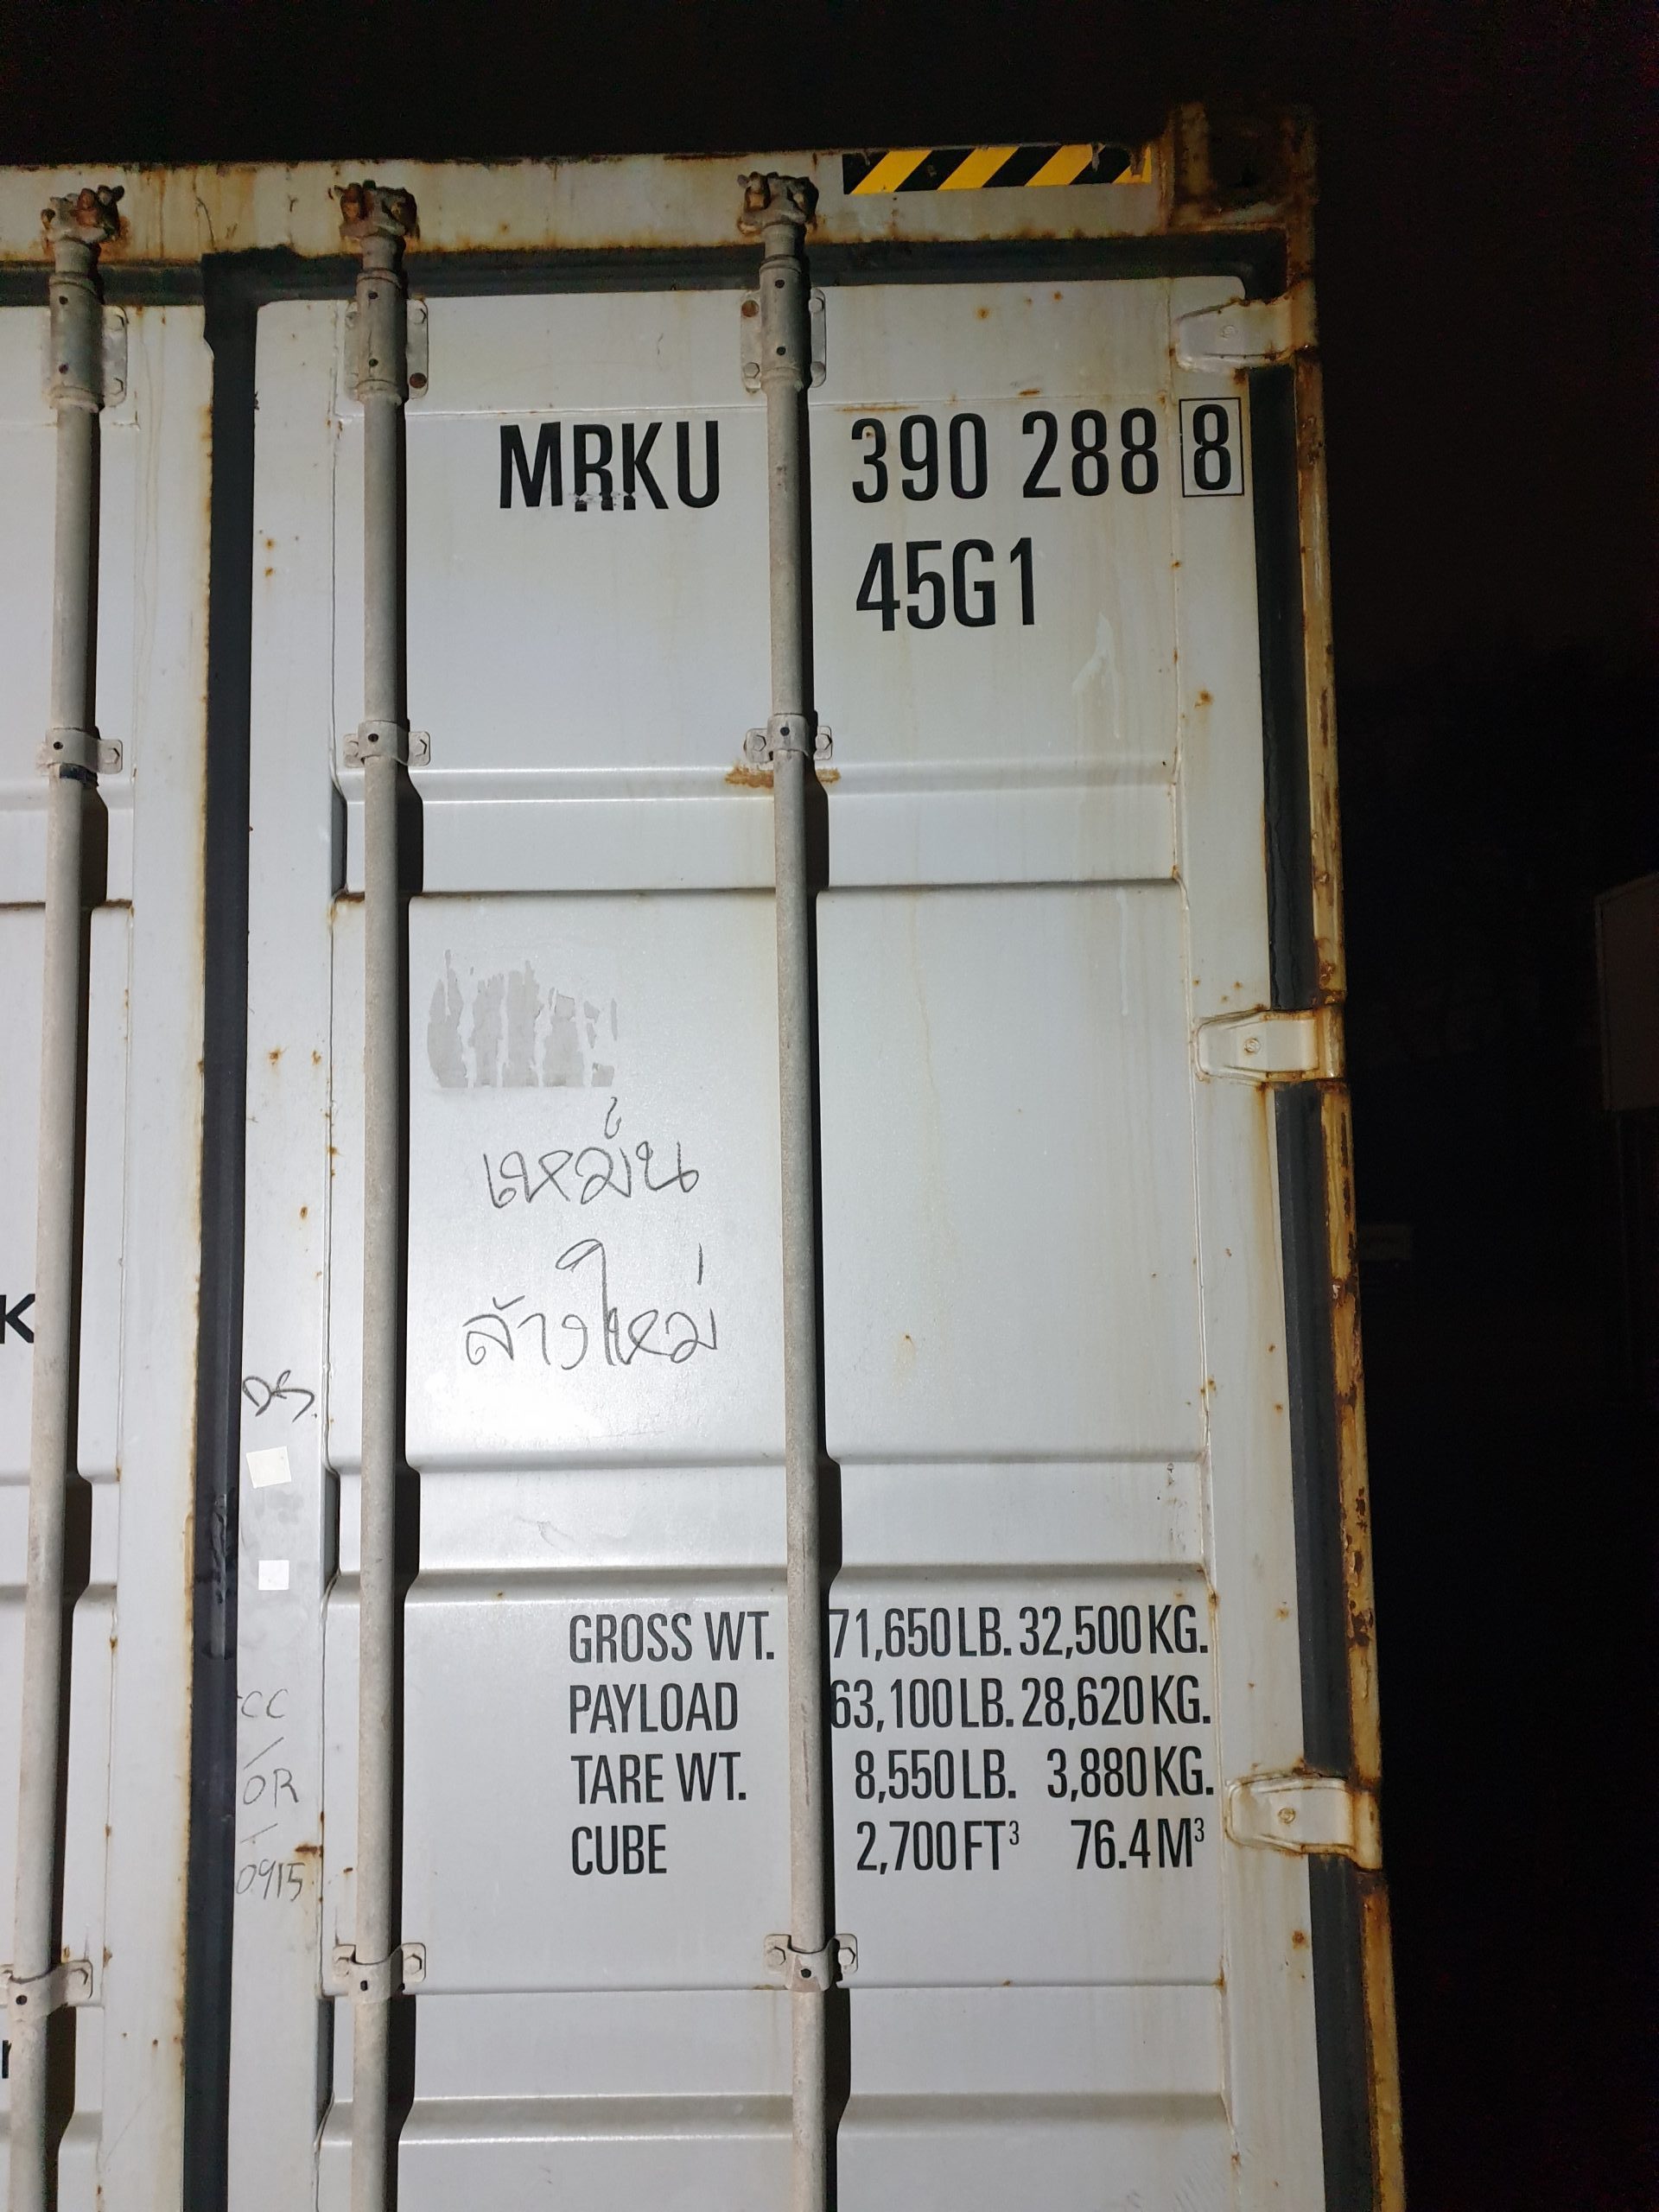 MRKU 390 288 8
45G1
เหม็น
ล้างใหม่
K
DS
GROSS WT. 71,650 LB. 32,500 KG.
PAYLOAD 63,100 LB. 28,620 KG.
TARE WT. 8,550 LB. 3,880 KG.
CUBE 2,700 FT³ 76.4 M³
CC
/
OR
/
0915